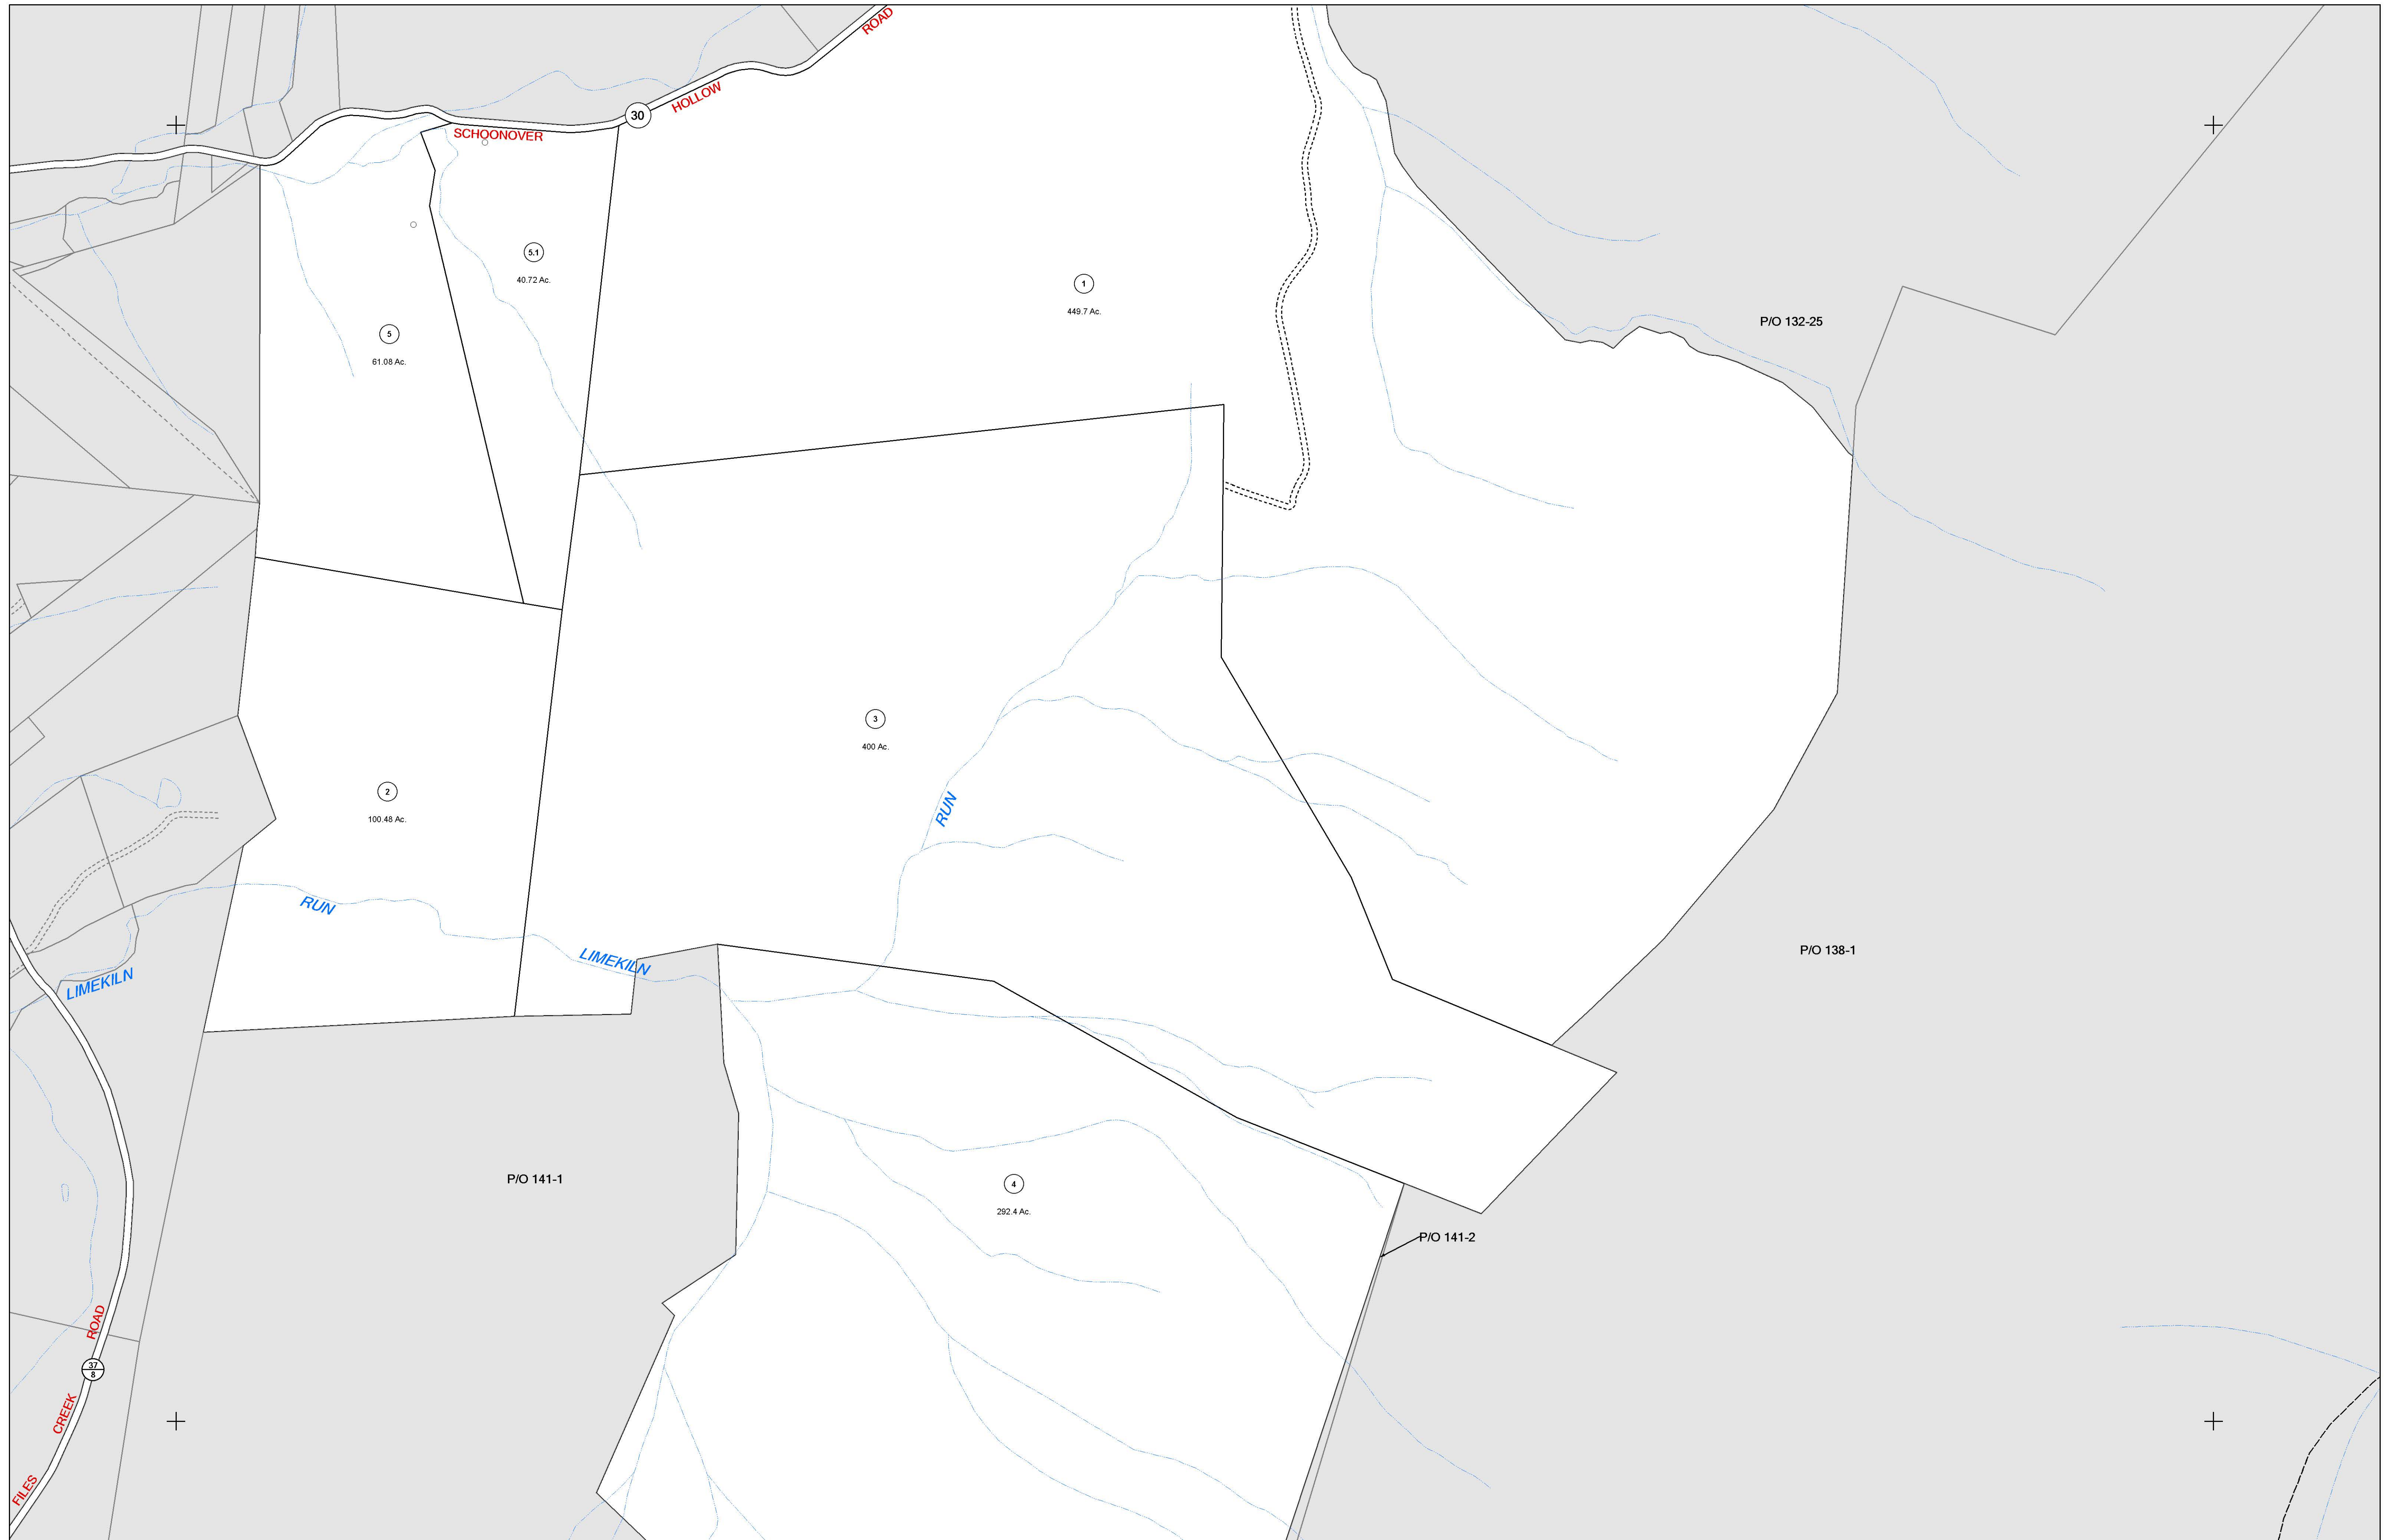 ROAD
HOLLOW
30
SCHOONOVER
5.1
40.72 Ac.
1
449.7 Ac.
P/O 132-25
5
61.08 Ac.
3
400 Ac.
2
100.48 Ac.
RUN
RUN
LIMEKILN
LIMEKILN
P/O 138-1
P/O 141-1
4
292.4 Ac.
P/O 141-2
ROAD
37
8
CREEK
FILES